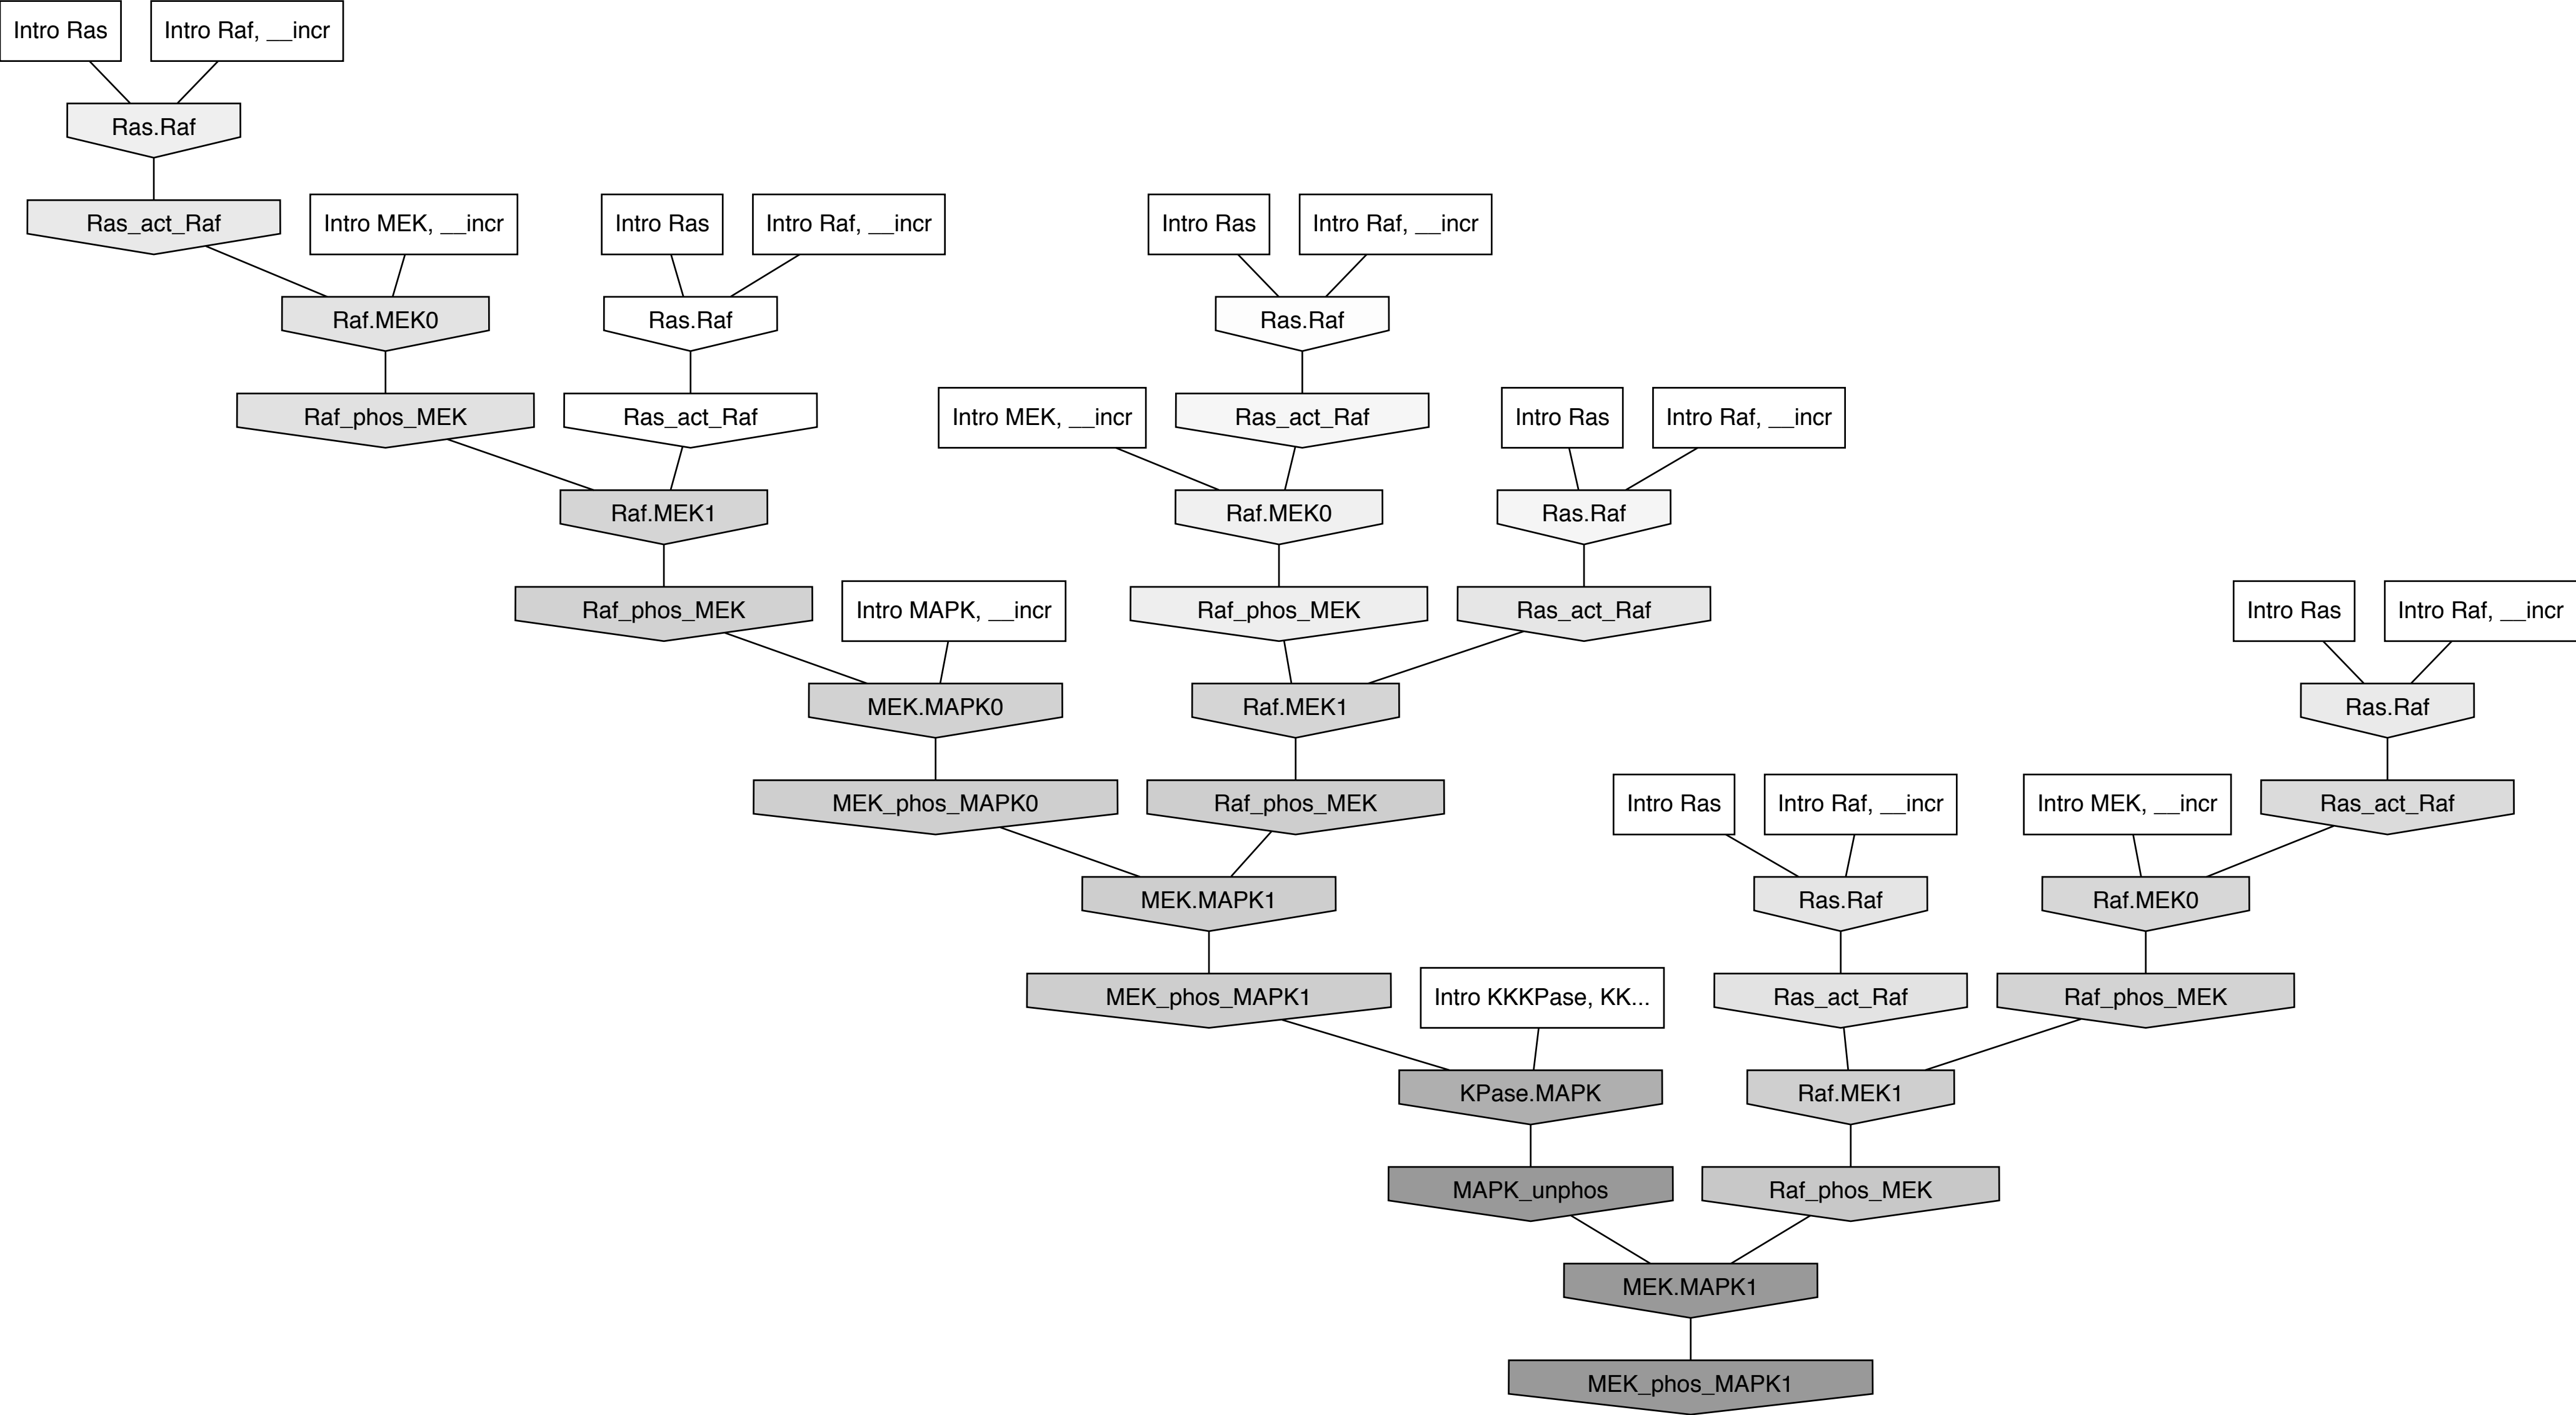 Intro Ras
Intro Raf, __incr
Ras.Raf
Ras_act_Raf
Intro MEK, __incr
Intro Ras
Intro Raf, __incr
Intro Ras
Intro Raf, __incr
Raf.MEK0
Ras.Raf
Ras.Raf
Raf_phos_MEK
Ras_act_Raf
Intro MEK, __incr
Ras_act_Raf
Intro Ras
Intro Raf, __incr
Raf.MEK1
Raf.MEK0
Ras.Raf
Raf_phos_MEK
Intro MAPK, __incr
Raf_phos_MEK
Ras_act_Raf
Intro Ras
Intro Raf, __incr
MEK.MAPK0
Raf.MEK1
Ras.Raf
MEK_phos_MAPK0
Raf_phos_MEK
Intro Ras
Intro Raf, __incr
Intro MEK, __incr
Ras_act_Raf
MEK.MAPK1
Ras.Raf
Raf.MEK0
MEK_phos_MAPK1
Intro KKKPase, KK...
Ras_act_Raf
Raf_phos_MEK
KPase.MAPK
Raf.MEK1
MAPK_unphos
Raf_phos_MEK
MEK.MAPK1
MEK_phos_MAPK1